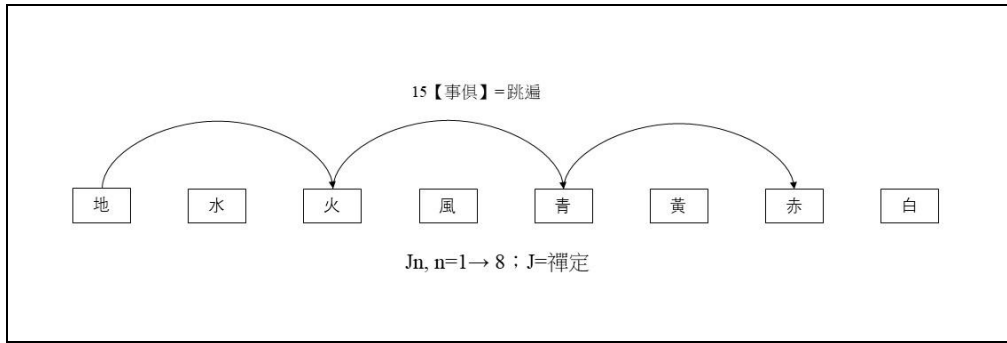 15【事俱】=跳遍
地 水 火 風 青 黃 赤 白
Jn, n=1→ 8；J=禪定